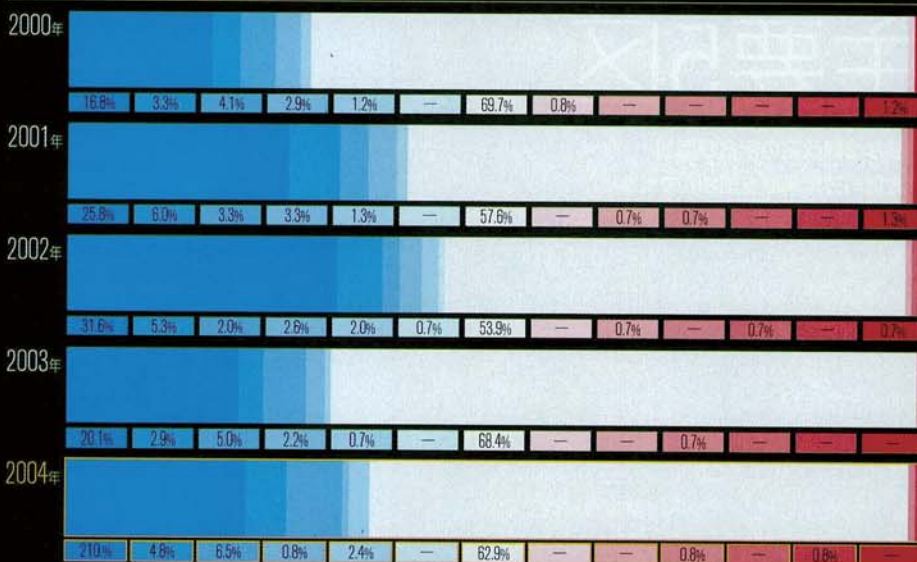 2000年
16.8% 3.3% 4.1% 2.9% 1.2% — 69.7% 0.8% — — — — 1.2%
2001年
25.8% 6.0% 3.3% 3.3% 1.3% — 57.6% — 0.7% 0.7% — — 1.3%
2002年
31.6% 5.3% 2.0% 2.6% 2.0% 0.7% 53.9% — 0.7% — 0.7% — 0.7%
2003年
20.1% 2.9% 5.0% 2.2% 0.7% — 68.4% — — 0.7% — — —
2004年
210.% 4.8% 6.5% 0.8% 2.4% — 62.9% — — 0.8% — 0.8% —